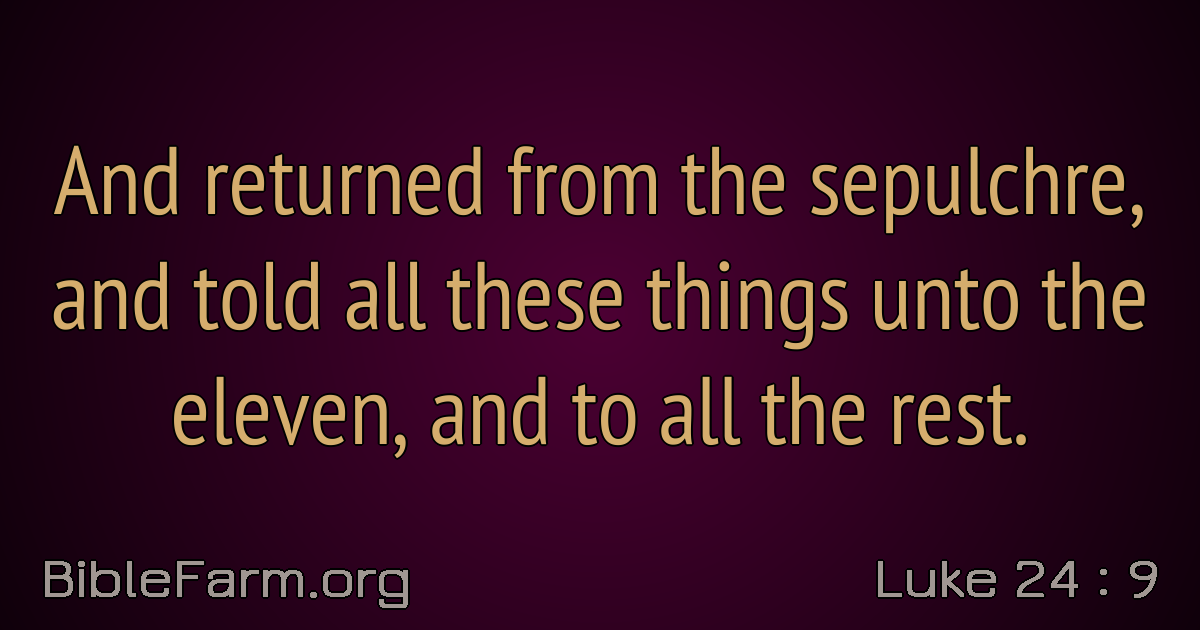 And returned from the sepulchre,
and told all these things unto the
eleven, and to all the rest.
BibleFarm.org
Luke 24 : 9